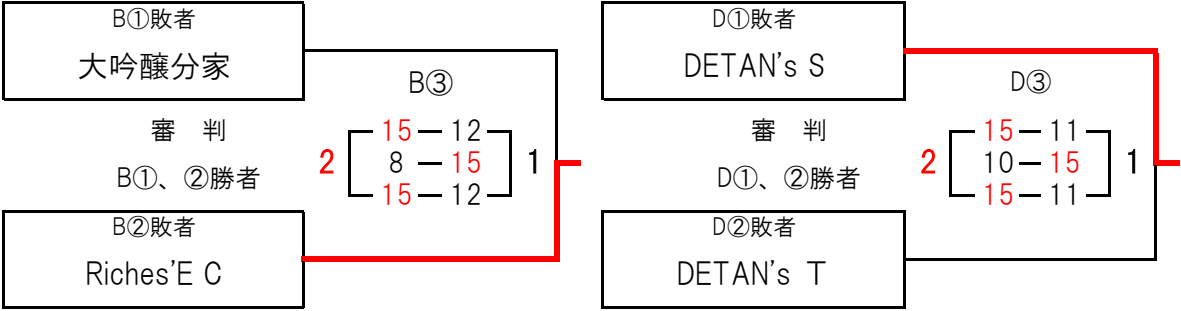 B①敗者
大吟醸分家
B③
審 判
B①、②勝者
2
15 - 12
8 - 15
15 - 12
1
B②敗者
Riches'E C
D①敗者
DETAN's S
D③
審 判
D①、②勝者
2
15 - 11
10 - 15
15 - 11
1
D②敗者
DETAN's T